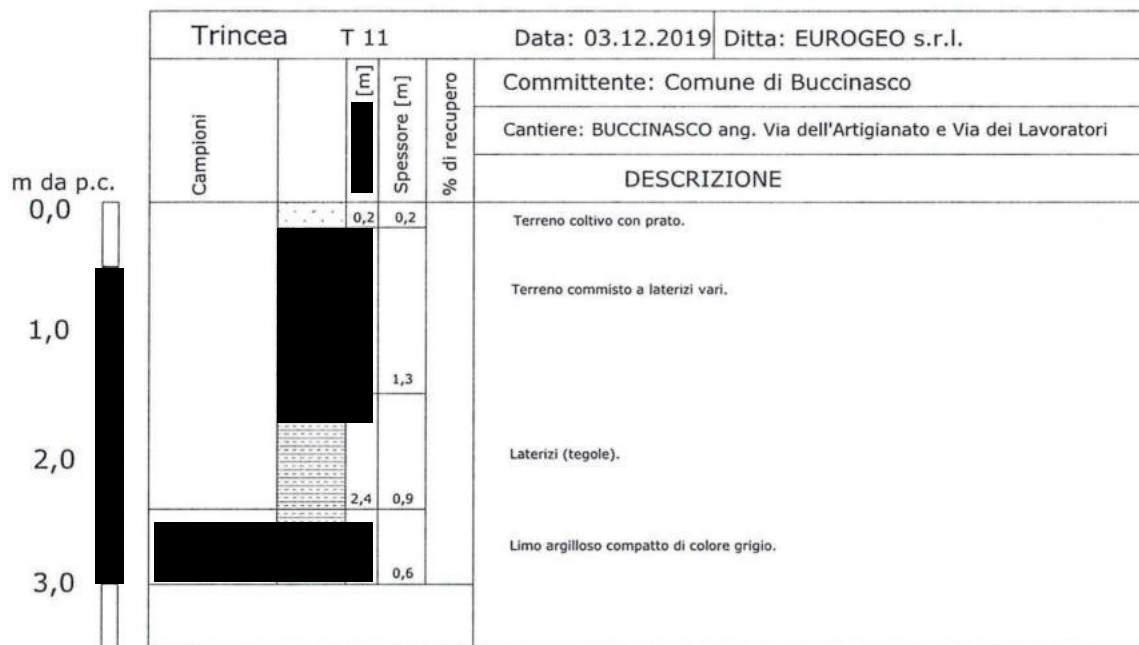 Trincea T 11 Data: 03.12.2019 Ditta: EUROGEO s.r.l.
Committente: Comune di Buccinasco
Cantiere: BUCCINASCO ang. Via dell'Artigianato e Via dei Lavoratori
Campioni [m] Spessore [m] % di recupero
DESCRIZIONE
m da p.c.
0,0
0,2 0,2 Terreno coltivo con prato.
Terreno commisto a laterizi vari.
1,0
1,3
2,0 Laterizi (tegole).
2,4 0,9
Limo argilloso compatto di colore grigio.
0,6
3,0